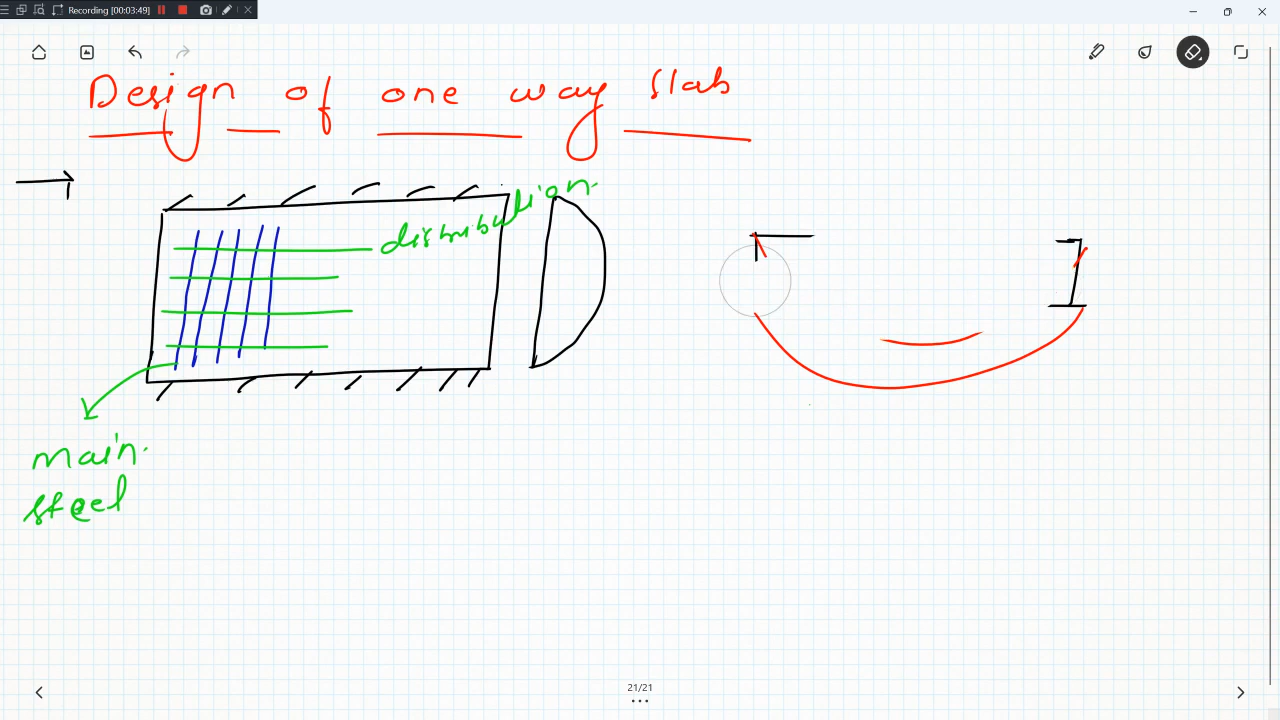 Recording [00:03:49]
Design of one way slab
distribution
main
steel
21/21